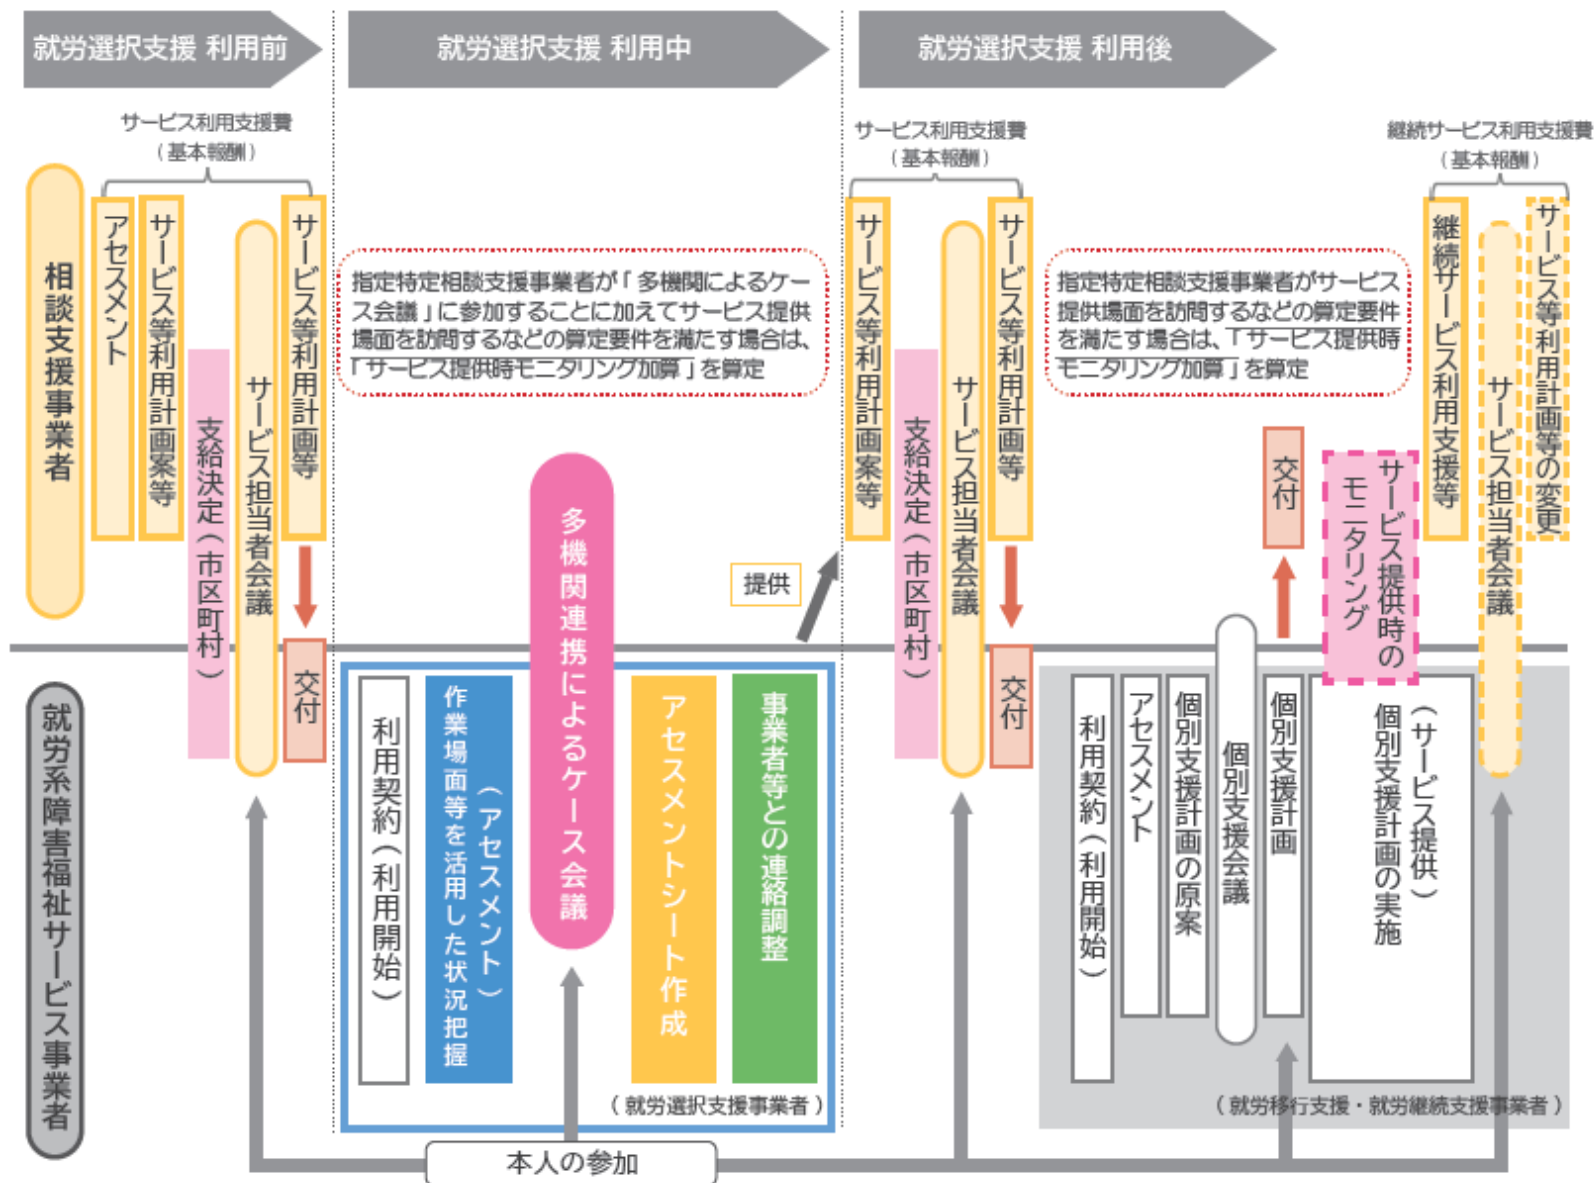 就労選択支援 利用前
就労選択支援 利用中
就労選択支援 利用後
サービス利用支援費
（基本報酬）
相談支援事業者
アセスメント
サービス等利用計画案等
支給決定（市区町村）
サービス担当者会議
サービス等利用計画等
交付
指定特定相談支援事業者が「多機関によるケー
ス会議」に参加することに加えてサービス提供
場面を訪問するなどの算定要件を満たす場合は、
「サービス提供時モニタリング加算」を算定
多機関連携によるケース会議
提供
サービス利用支援費
（基本報酬）
サービス等利用計画案等
支給決定（市区町村）
サービス担当者会議
サービス等利用計画等
交付
指定特定相談支援事業者がサービス
提供場面を訪問するなどの算定要件
を満たす場合は、「サービス提供時
モニタリング加算」を算定
交付
サービス提供時の
モニタリング
継続サービス利用支援費
（基本報酬）
継続サービス利用支援等
サービス担当者会議
サービス等利用計画等の変更
就労系障害福祉サービス事業者
利用契約（利用開始）
（アセスメント）
作業場面等を活用した状況把握
アセスメントシート作成
事業者等との連絡調整
（就労選択支援事業者）
利用契約（利用開始）
アセスメント
個別支援計画の原案
個別支援会議
個別支援計画
（サービス提供）
個別支援計画の実施
（就労移行支援・就労継続支援事業者）
本人の参加